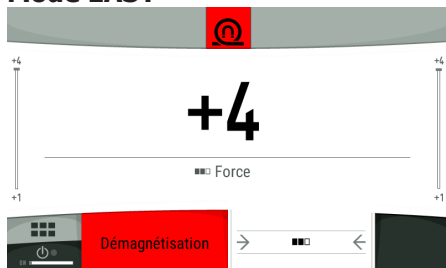 Mode EASY
+4 +4
+4
Force
+1 +1
Démagnétisation